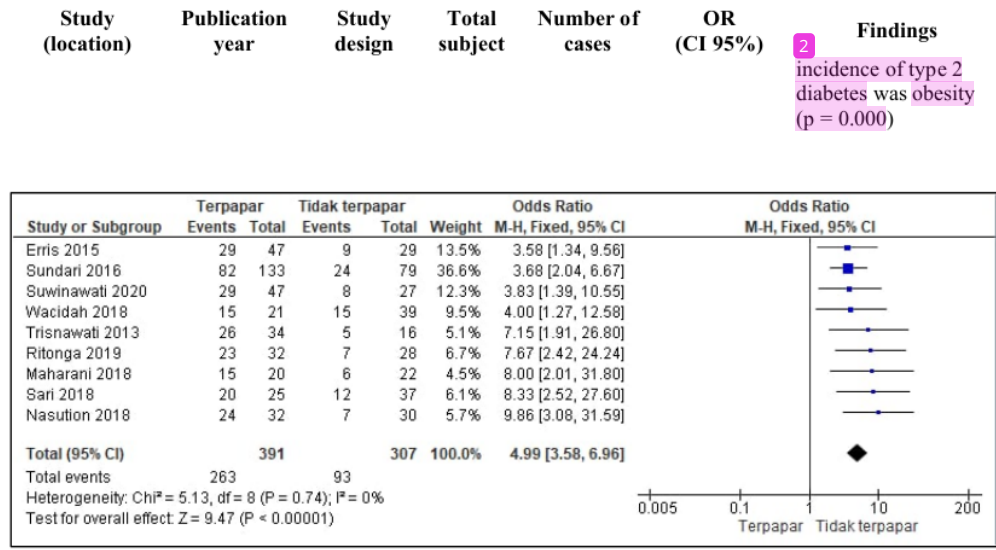 Study (location) Publication year Study design Total subject Number of cases OR (CI 95%) Findings
2
incidence of type 2
diabetes was obesity
(p = 0.000)
Terpapar Tidak terpapar Odds Ratio Odds Ratio
Study or Subgroup Events Total Events Total Weight M-H, Fixed, 95% CI M-H, Fixed, 95% CI
Erris 2015 29 47 9 29 13.5% 3.58 [1.34, 9.56]
Sundari 2016 82 133 24 79 36.6% 3.68 [2.04, 6.67]
Suwinawati 2020 29 47 8 27 12.3% 3.83 [1.39, 10.55]
Wacidah 2018 15 21 15 39 9.5% 4.00 [1.27, 12.58]
Trisnawati 2013 26 34 5 16 5.1% 7.15 [1.91, 26.80]
Ritonga 2019 23 32 7 28 6.7% 7.67 [2.42, 24.24]
Maharani 2018 15 20 6 22 4.5% 8.00 [2.01, 31.80]
Sari 2018 20 25 12 37 6.1% 8.33 [2.52, 27.60]
Nasution 2018 24 32 7 30 5.7% 9.86 [3.08, 31.59]
Total (95% CI) 391 307 100.0% 4.99 [3.58, 6.96]
Total events 263 93
Heterogeneity: Chi² = 5.13, df = 8 (P = 0.74); I² = 0%
Test for overall effect: Z = 9.47 (P < 0.00001)
0.005 0.1 1 10 200
Terpapar Tidak terpapar